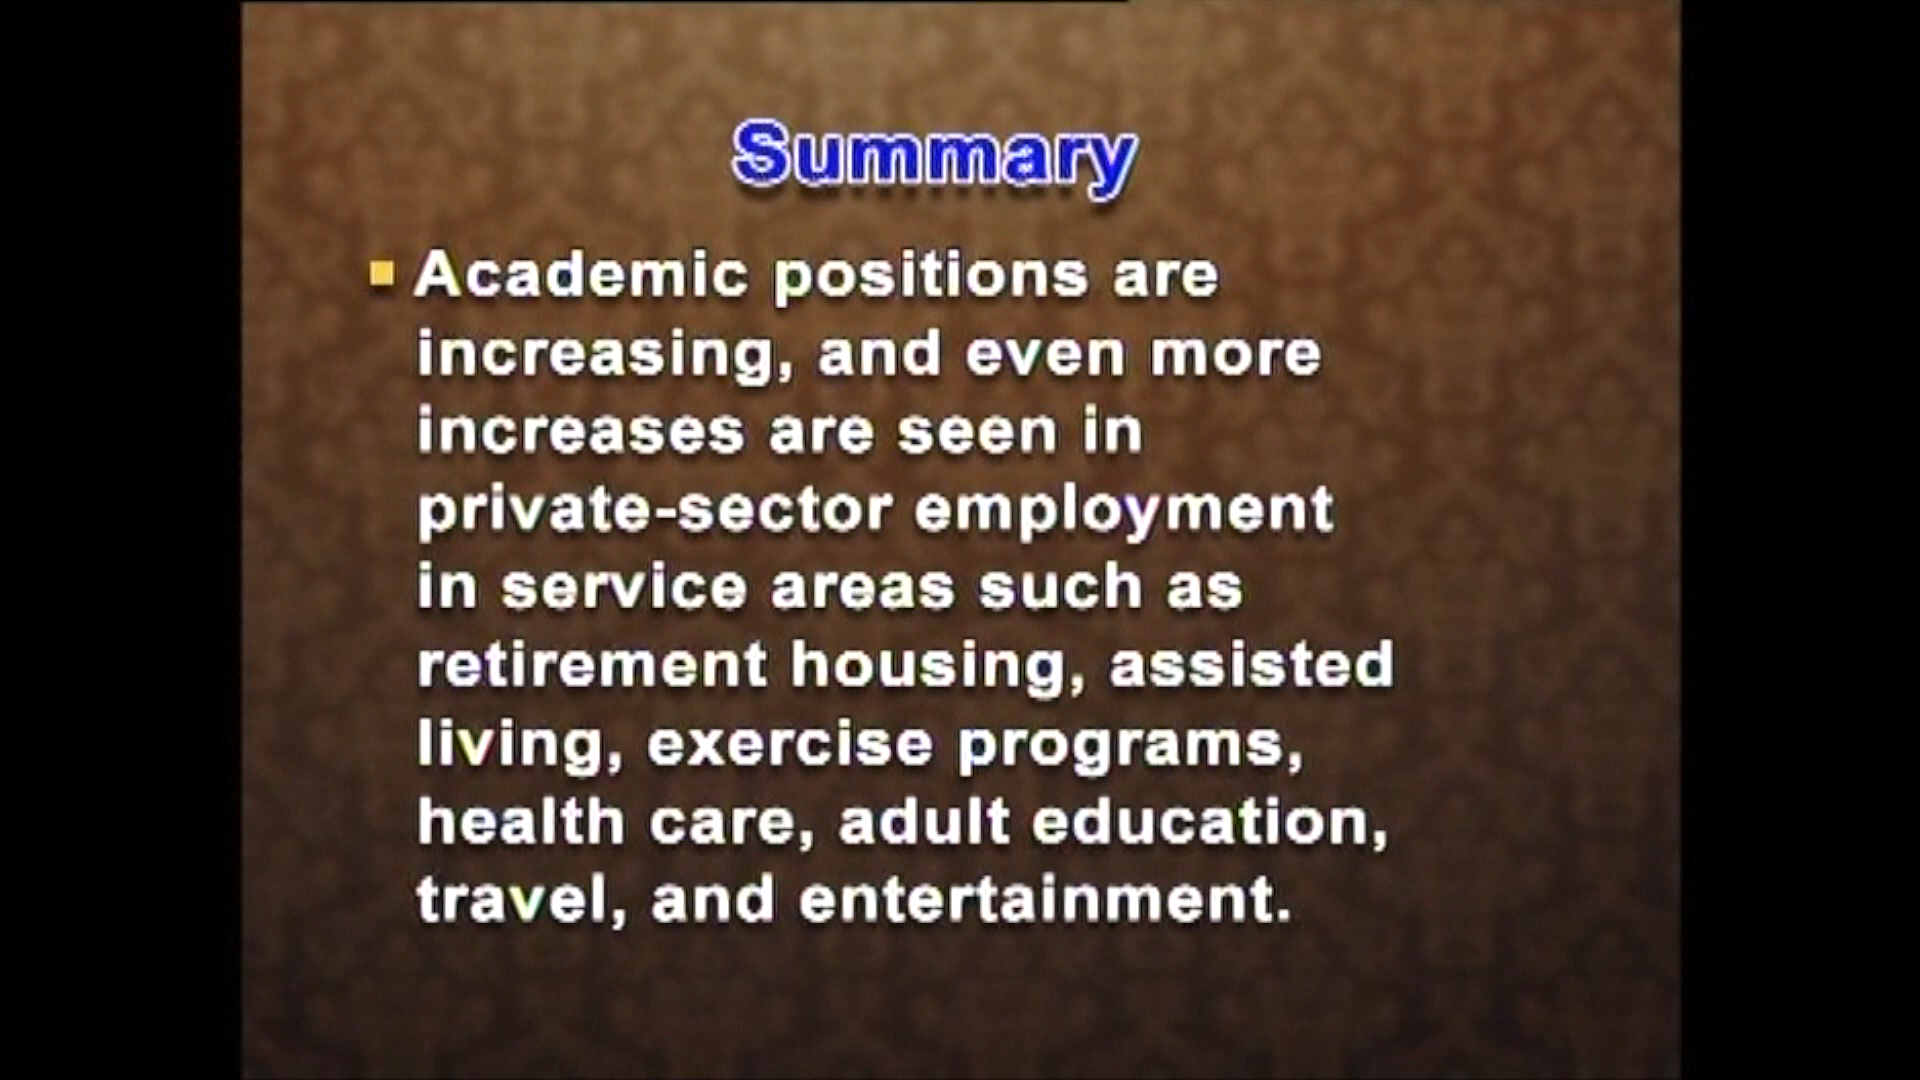 Summary
Academic positions are
increasing, and even more
increases are seen in
private-sector employment
in service areas such as
retirement housing, assisted
living, exercise programs,
health care, adult education,
travel, and entertainment.